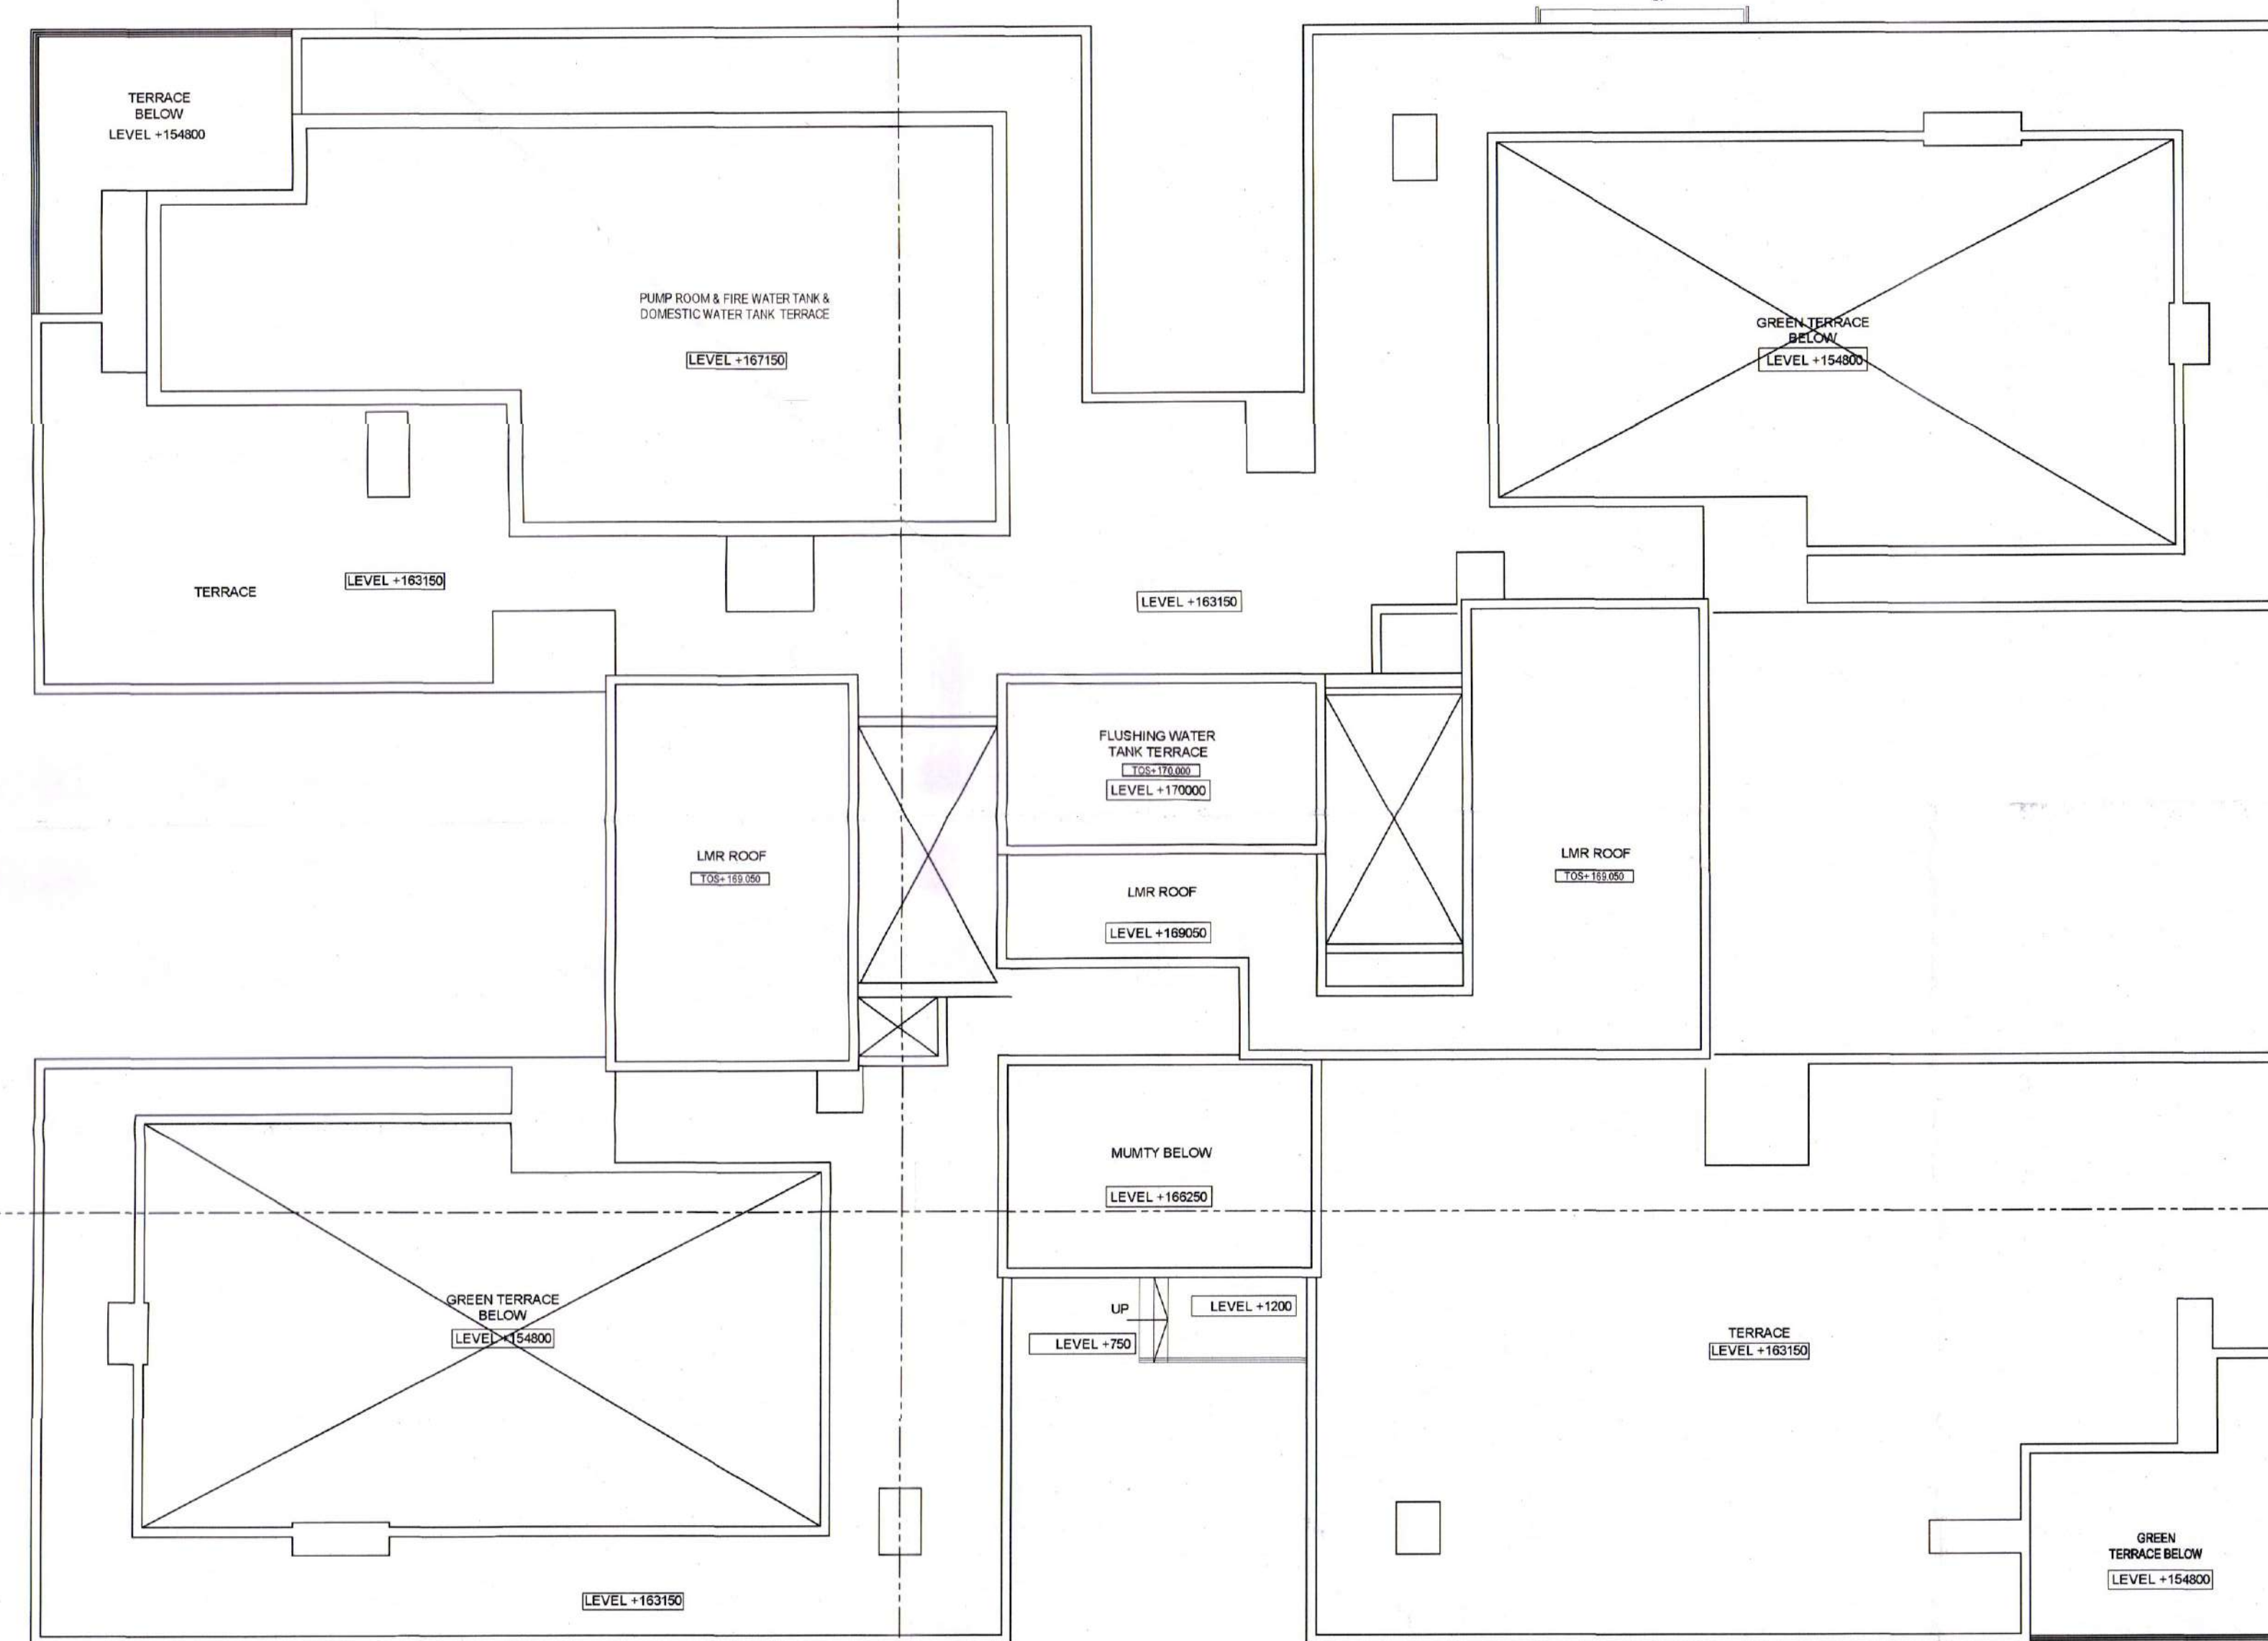 TERRACE
BELOW
LEVEL +154800
PUMP ROOM & FIRE WATER TANK &
DOMESTIC WATER TANK TERRACE
LEVEL +167150
GREEN TERRACE
BELOW
LEVEL +154800
TERRACE
LEVEL +163150
LEVEL +163150
FLUSHING WATER
TANK TERRACE
TOS+170.000
LEVEL +170000
LMR ROOF
TOS+169.050
LMR ROOF
LEVEL +169050
LMR ROOF
TOS+169.050
MUMTY BELOW
LEVEL +166250
UP
LEVEL +1200
LEVEL +750
GREEN TERRACE
BELOW
LEVEL +154800
TERRACE
LEVEL +163150
GREEN
TERRACE BELOW
LEVEL +154800
LEVEL +163150